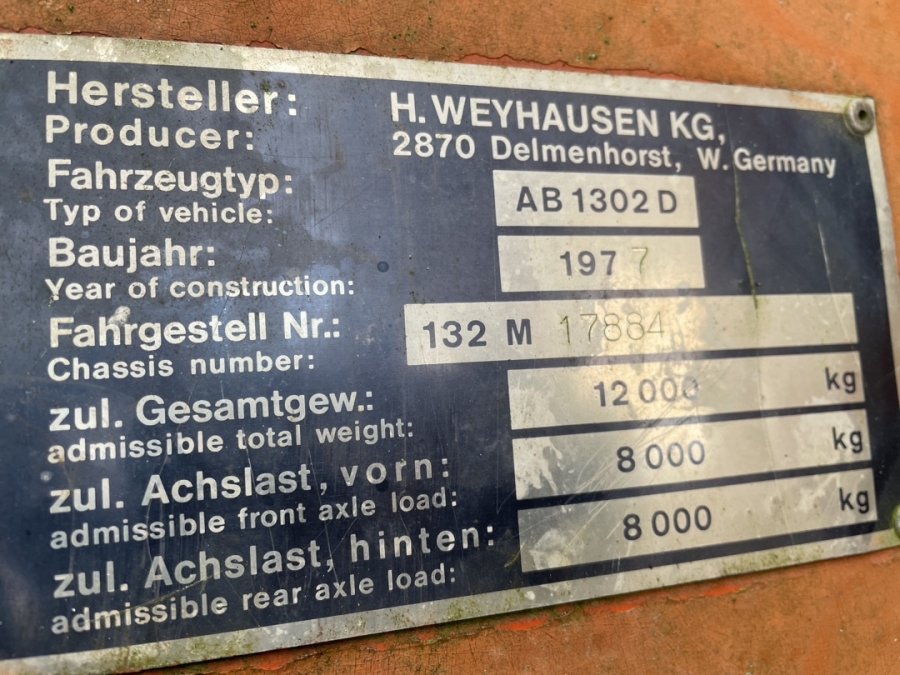 Hersteller: H. WEYHAUSEN KG,
Producer: 2870 Delmenhorst, W. Germany
Fahrzeugtyp: AB 1302 D
Typ of vehicle:
Baujahr: 1977
Year of construction:
Fahrgestell Nr.: 132 M 17884
Chassis number:
zul. Gesamtgew.: 12 000 kg
admissible total weight:
zul. Achslast, vorn: 8 000 kg
admissible front axle load:
zul. Achslast, hinten: 8 000 kg
admissible rear axle load: